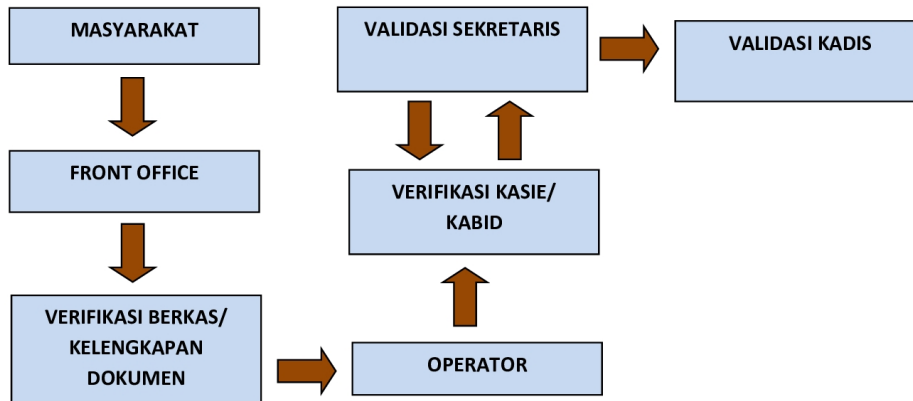 MASYARAKAT
FRONT OFFICE
VERIFIKASI BERKAS/
KELENGKAPAN
DOKUMEN
OPERATOR
VERIFIKASI KASIE/
KABID
VALIDASI SEKRETARIS
VALIDASI KADIS